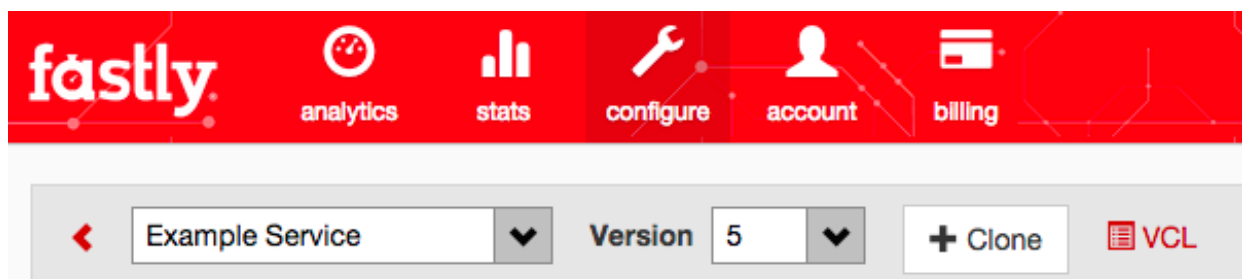 fastly.
analytics stats configure account billing
Example Service Version 5 Clone VCL